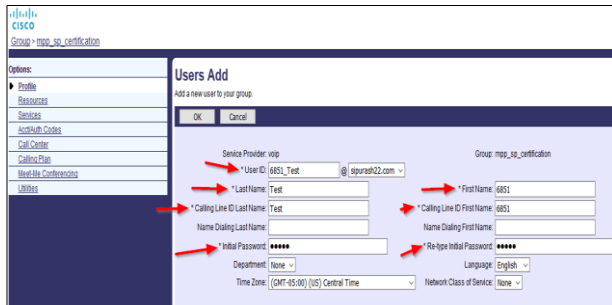 CISCO
Group > mpp_sp_certification
Options:
Profile
Resources
Services
Acct/Auth Codes
Call Center
Calling Plan
Meet-Me Conferencing
Utilities
Users Add
Add a new user to your group.
OK Cancel
Service Provider: voip Group: mpp_sp_certification
* User ID: 6851_Test @ sipurash22.com
* Last Name: Test * First Name: 6851
* Calling Line ID Last Name: Test * Calling Line ID First Name: 6851
Name Dialing Last Name: Name Dialing First Name:
* Initial Password: ●●●●● * Re-type Initial Password: ●●●●●
Department: None Language: English
Time Zone: (GMT-05:00) (US) Central Time Network Class of Service: None